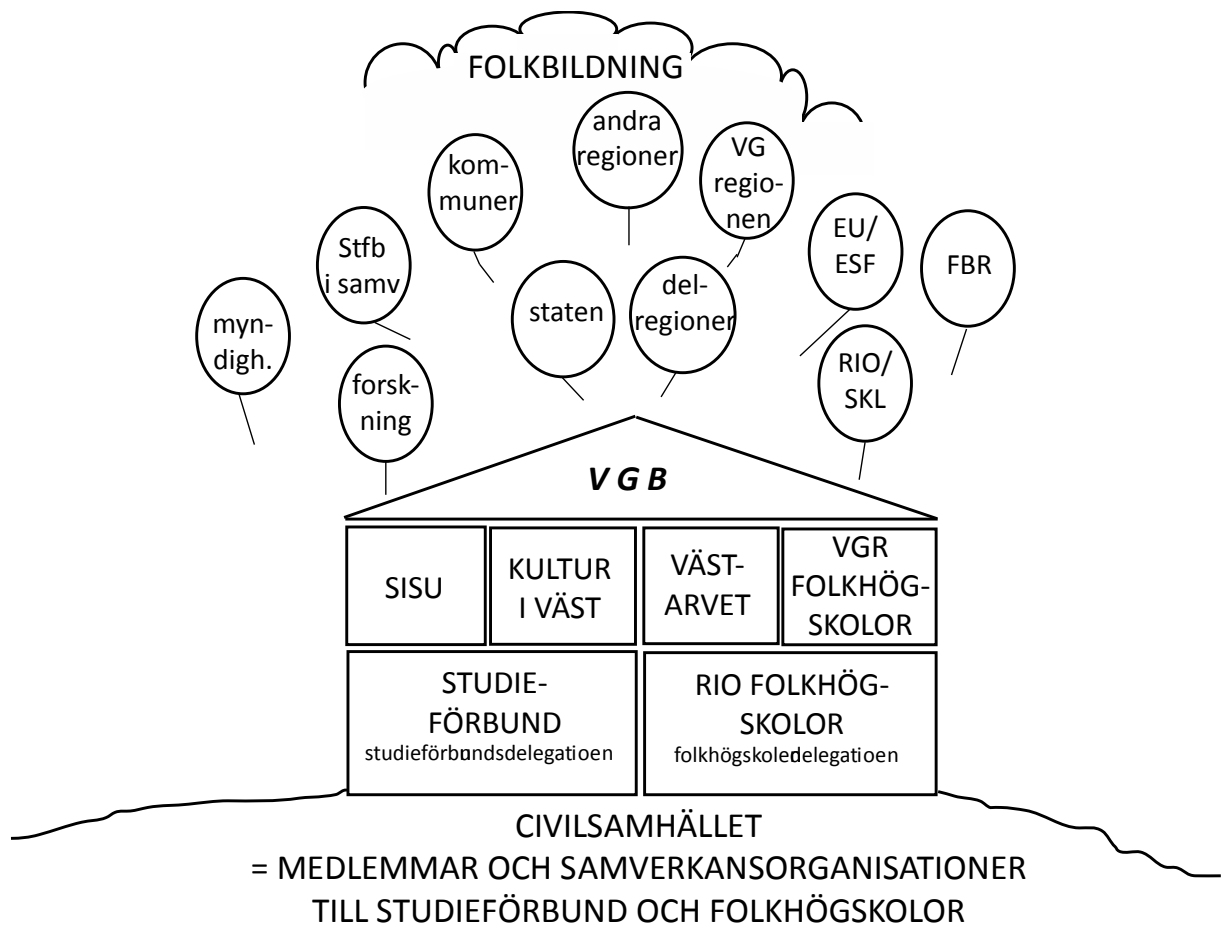 FOLKBILDNING
andra
regioner
VG
regio-
nen
kom-
muner
EU/
ESF
FBR
Stfb
i samv
myn-
digh.
staten
del-
regioner
forsk-
ning
RIO/
SKL
V G B
SISU
KULTUR
I VÄST
VÄST-
ARVET
VGR
FOLKHÖG-
SKOLOR
STUDIE-
FÖRBUND
studieförbundsdelegatioen
RIO FOLKHÖG-
SKOLOR
folkhögskoledelegatioen
CIVILSAMHÄLLET
= MEDLEMMAR OCH SAMVERKANSORGANISATIONER
TILL STUDIEFÖRBUND OCH FOLKHÖGSKOLOR